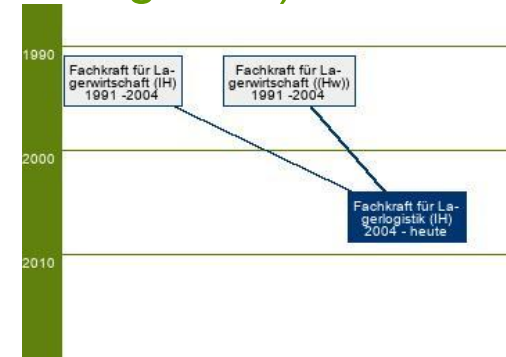 1990
Fachkraft für La-
gerwirtschaft (IH)
1991 -2004
Fachkraft für La-
gerwirtschaft ((Hw))
1991 -2004
2000
Fachkraft für La-
gerlogistik (IH)
2004 - heute
2010